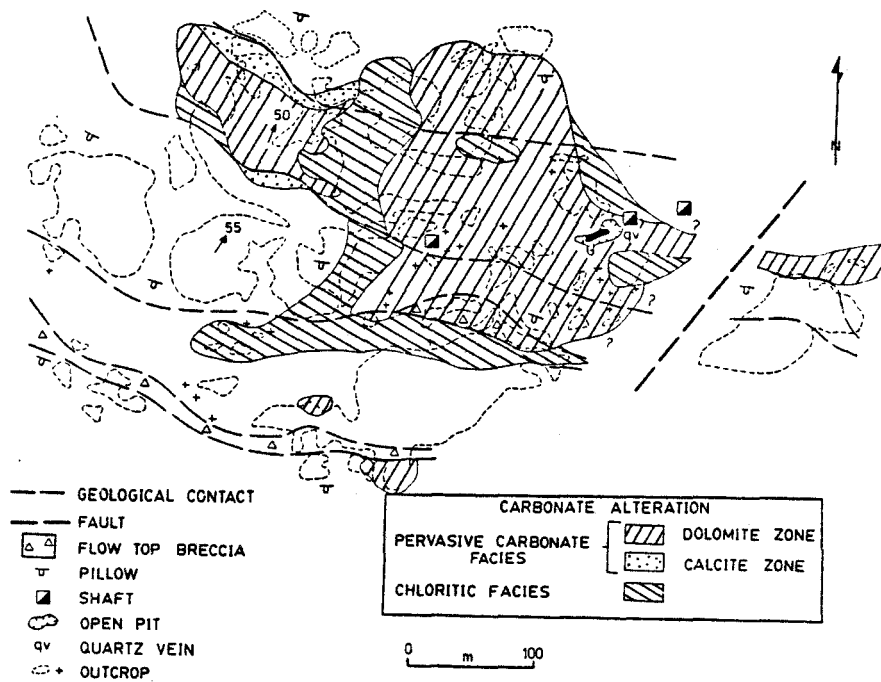 50
N
55
qv
?
?
?
?
GEOLOGICAL CONTACT
FAULT
FLOW TOP BRECCIA
PILLOW
SHAFT
OPEN PIT
qv QUARTZ VEIN
OUTCROP
CARBONATE ALTERATION
PERVASIVE CARBONATE FACIES
DOLOMITE ZONE
CALCITE ZONE
CHLORITIC FACIES
0 m 100